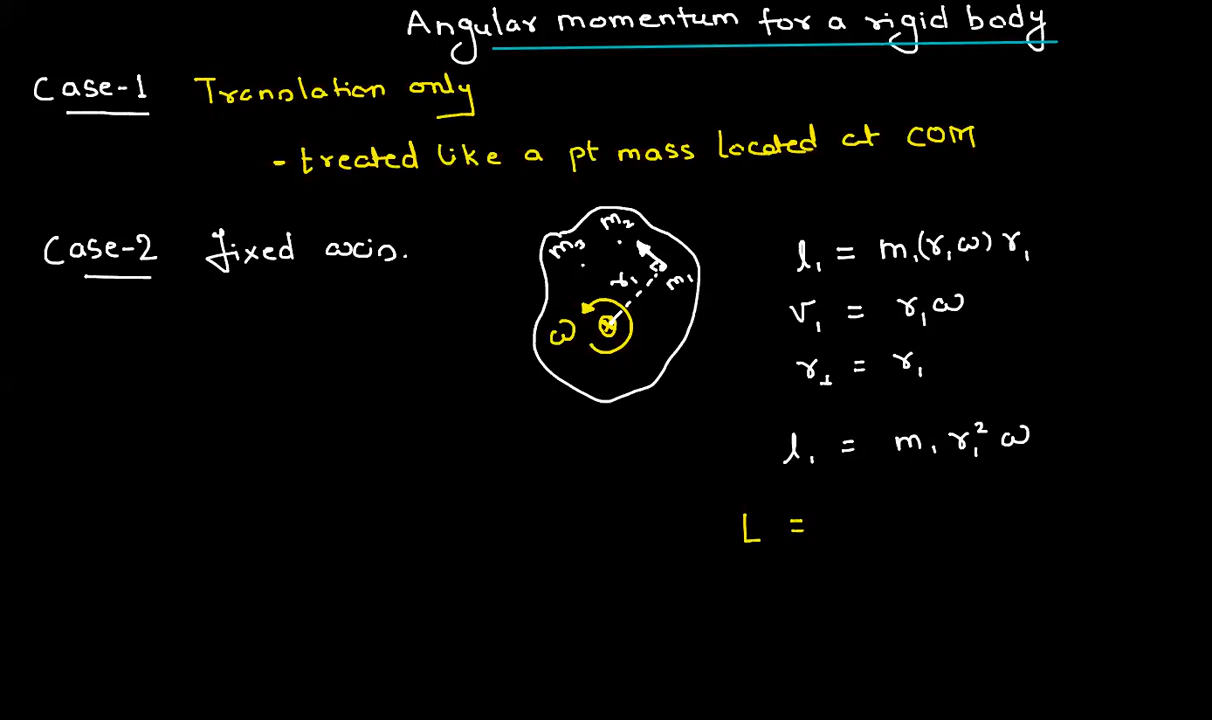 Angular momentum for a rigid body
Case-1 Translation only
- treated like a pt mass located at COM
Case-2 fixed axis.
m₂
m₃
r₁
m₁
ω
l₁ = m₁(r₁ω) r₁
v₁ = r₁ω
r⊥ = r₁
l₁ = m₁ r₁² ω
L =